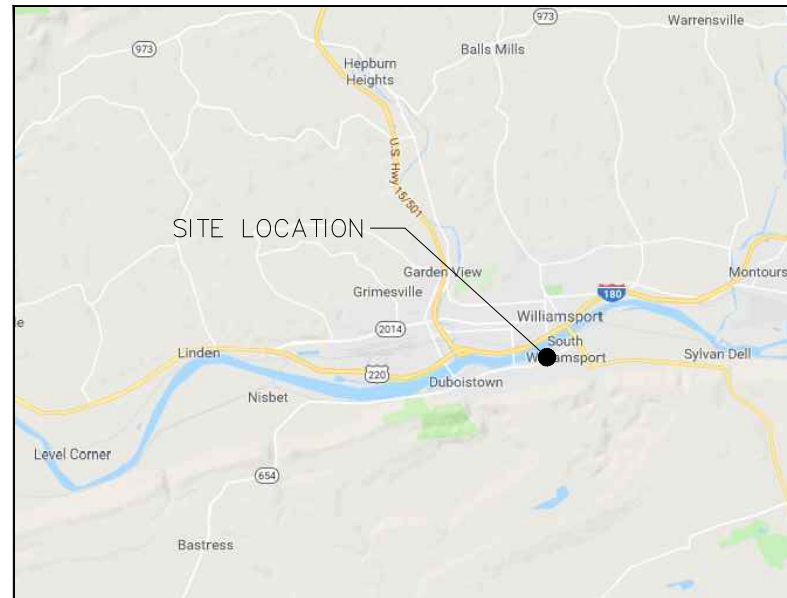 Warrensville
973
973
Balls Mills
Hepburn
Heights
U.S. Hwy 15/501
SITE LOCATION
Garden View
Montours
Grimesville
180
Williamsport
le
2014
South
Williamsport
Linden
Sylvan Dell
220
Duboistown
Nisbet
Level Corner
654
Bastress